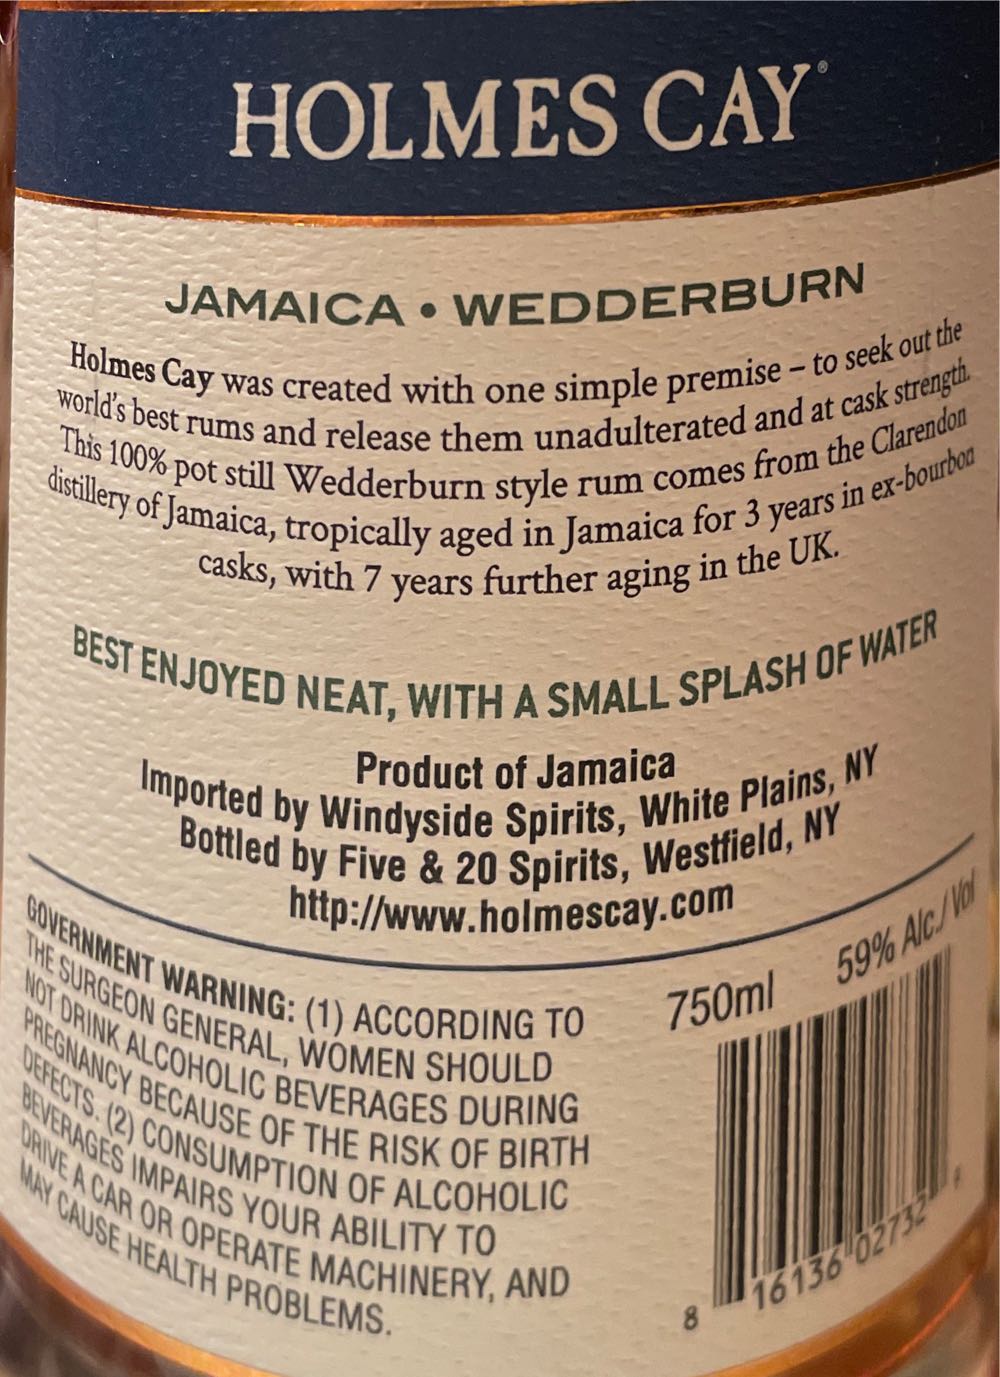 HOLMES CAY®
JAMAICA • WEDDERBURN
Holmes Cay was created with one simple premise – to seek out the
world's best rums and release them unadulterated and at cask strength.
This 100% pot still Wedderburn style rum comes from the Clarendon
distillery of Jamaica, tropically aged in Jamaica for 3 years in ex-bourbon
casks, with 7 years further aging in the UK.
BEST ENJOYED NEAT, WITH A SMALL SPLASH OF WATER
Product of Jamaica
Imported by Windyside Spirits, White Plains, NY
Bottled by Five & 20 Spirits, Westfield, NY
http://www.holmescay.com
GOVERNMENT WARNING: (1) ACCORDING TO
THE SURGEON GENERAL, WOMEN SHOULD
NOT DRINK ALCOHOLIC BEVERAGES DURING
PREGNANCY BECAUSE OF THE RISK OF BIRTH
DEFECTS. (2) CONSUMPTION OF ALCOHOLIC
BEVERAGES IMPAIRS YOUR ABILITY TO
DRIVE A CAR OR OPERATE MACHINERY, AND
MAY CAUSE HEALTH PROBLEMS.
750ml 59% Alc./Vol
8 16136 02732